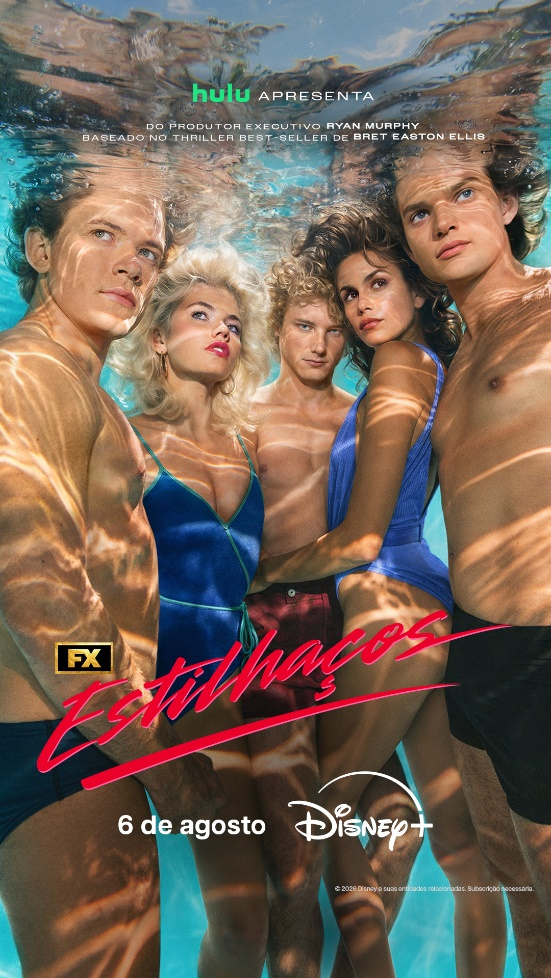 hulu APRESENTA
DO PRODUTOR EXECUTIVO RYAN MURPHY
BASEADO NO THRILLER BEST-SELLER DE BRET EASTON ELLIS
FX
Estilhaços
6 de agosto Disney+
© 2026 Disney e suas entidades relacionadas. Subscrição necessária.